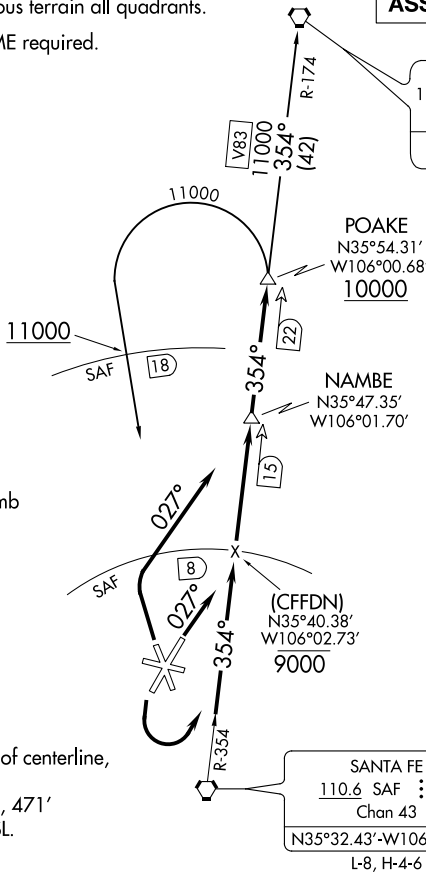 ous terrain all quadrants.
ASS
ME required.
R-174
1
V83
11000
354°
(42)
11000
POAKE
N35°54.31'
W106°00.68'
10000
22
11000
SAF
18
354°
NAMBE
N35°47.35'
W106°01.70'
15
mb
027°
SAF
8
X
027°
(CFFDN)
N35°40.38'
W106°02.73'
9000
354°
of centerline,
R-354
, 471'
SL.
SANTA FE
110.6 SAF
Chan 43
N35°32.43'-W106
L-8, H-4-6